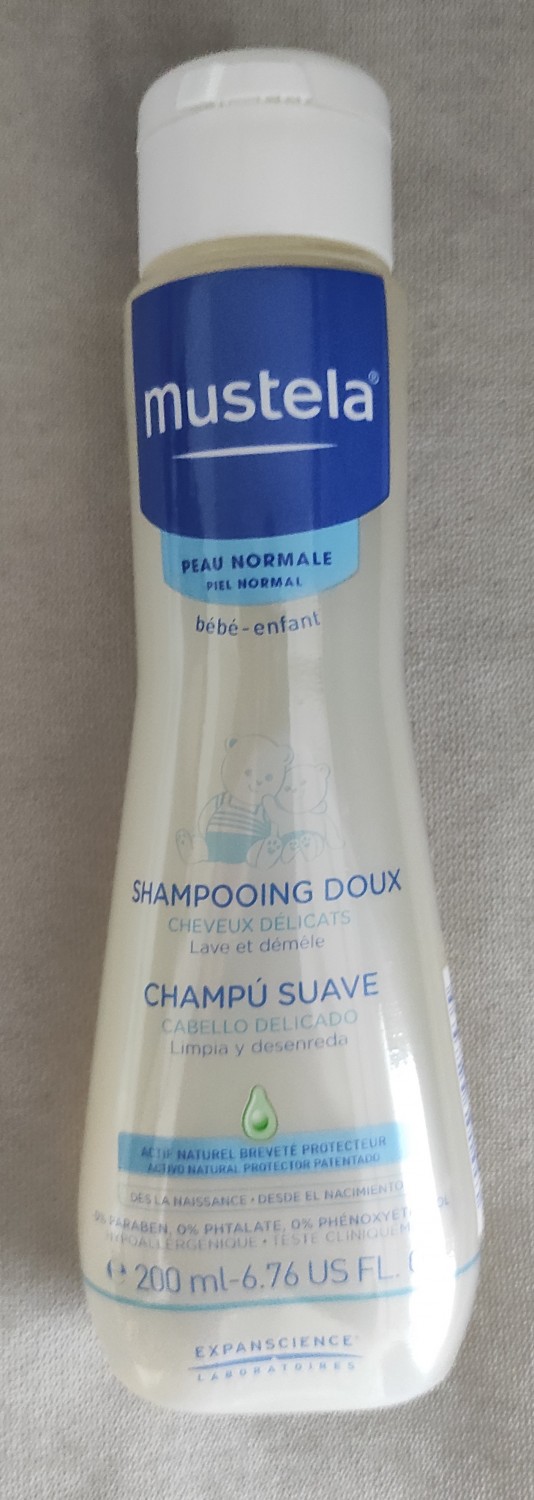 mustela®
PEAU NORMALE
PIEL NORMAL
bébé-enfant
SHAMPOOING DOUX
CHEVEUX DÉLICATS
Lave et démêle
CHAMPÚ SUAVE
CABELLO DELICADO
Limpia y desenreda
ACTIF NATUREL BREVETÉ PROTECTEUR
ACTIVO NATURAL PROTECTOR PATENTADO
DÈS LA NAISSANCE • DESDE EL NACIMIENTO
0% PARABEN, 0% PHTALATE, 0%
HYPOALLERGÉNIQUE • TESTÉ
℮ 200 ml-6.76 US FL.
EXPANSCIENCE
LABORATOIRES